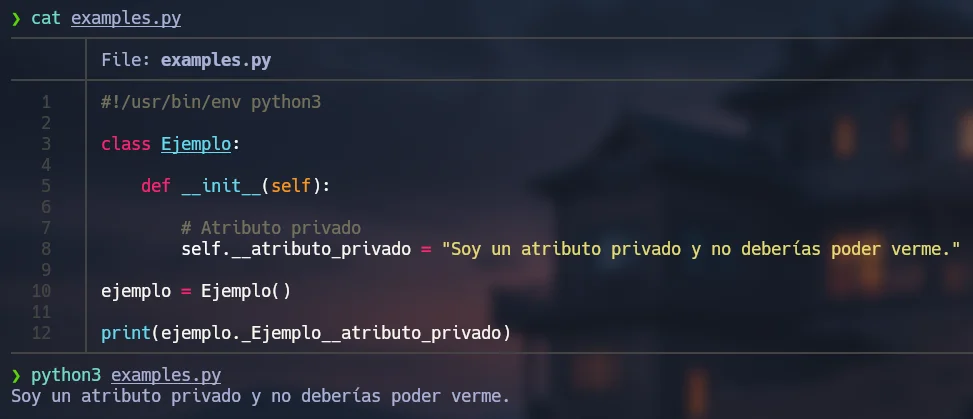 ❯ cat examples.py
File: examples.py
1 #!/usr/bin/env python3
2
3 class Ejemplo:
4
5     def __init__(self):
6
7         # Atributo privado
8         self.__atributo_privado = "Soy un atributo privado y no deberías poder verme."
9
10 ejemplo = Ejemplo()
11
12 print(ejemplo._Ejemplo__atributo_privado)
❯ python3 examples.py
Soy un atributo privado y no deberías poder verme.